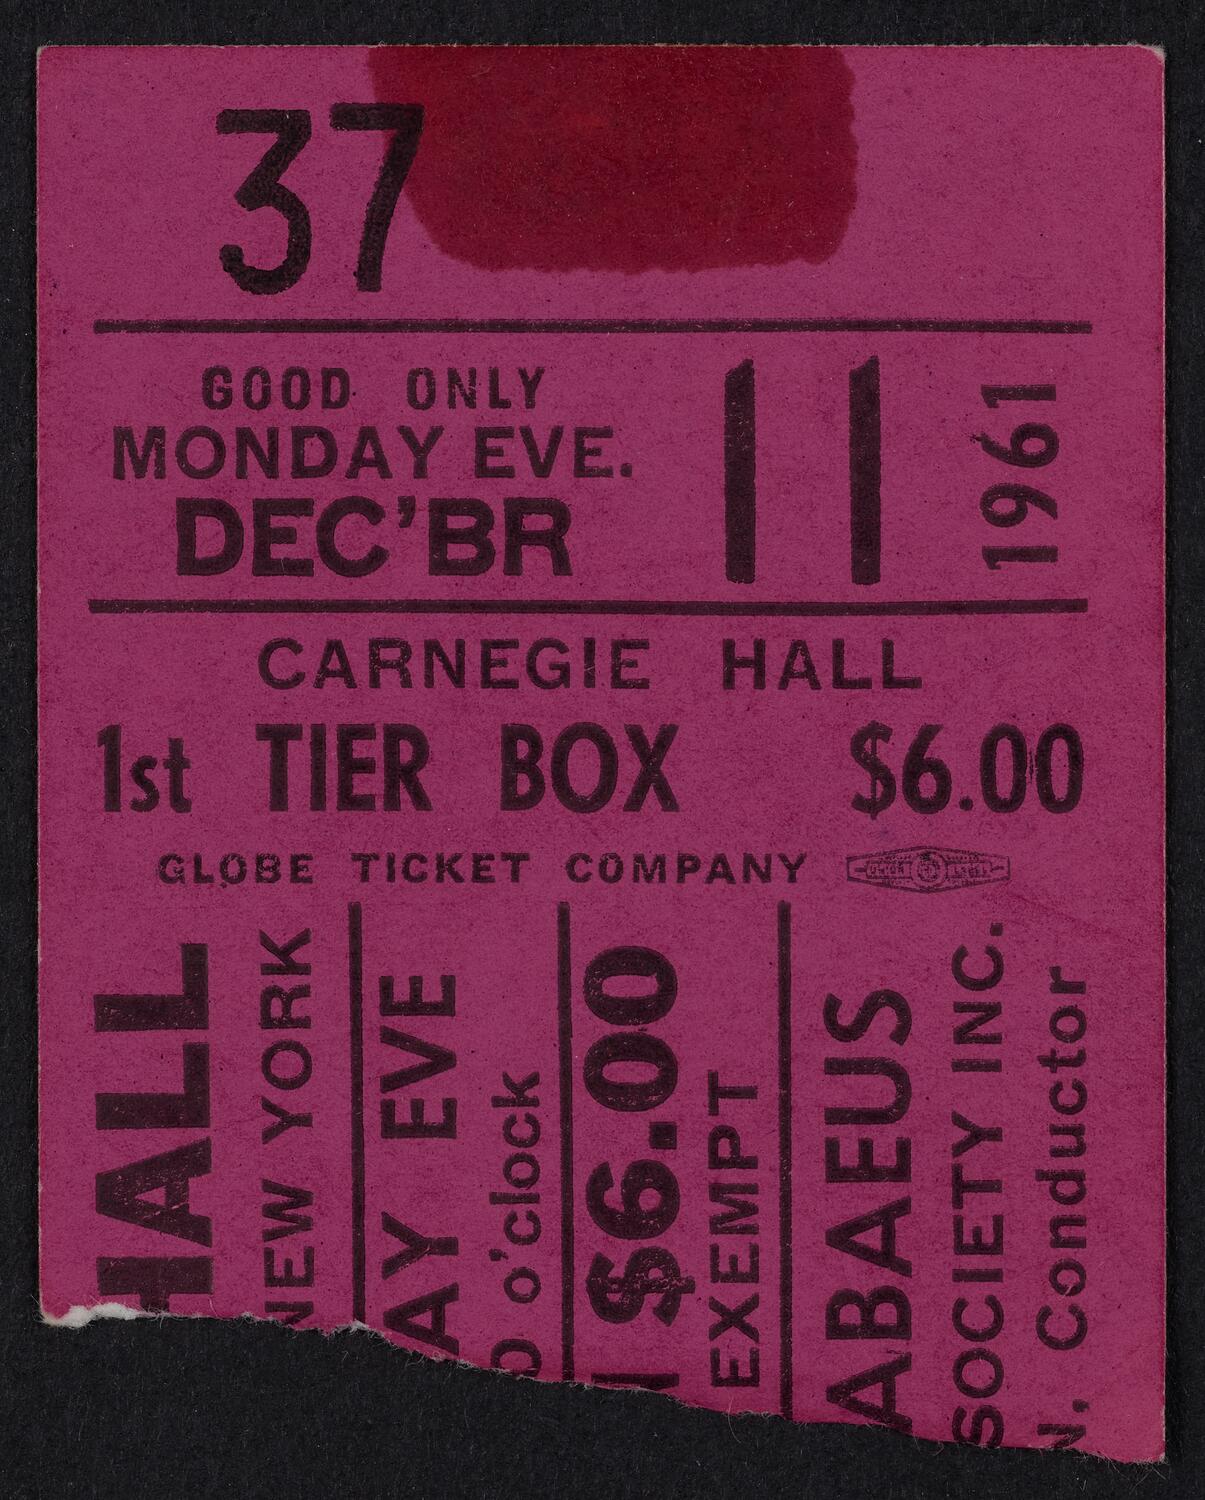 37
GOOD ONLY
MONDAY EVE.
DEC'BR
11
1961
CARNEGIE HALL
1st TIER BOX $6.00
GLOBE TICKET COMPANY
HALL
NEW YORK
AY EVE
0 o'clock
$6.00
EXEMPT
ABAEUS
SOCIETY INC.
N, Conductor